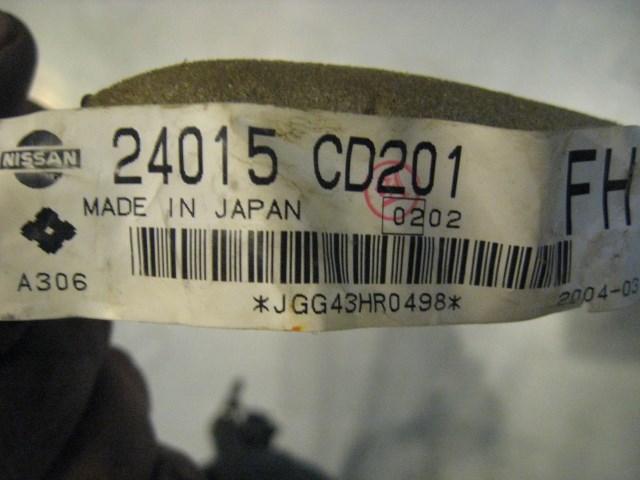 NISSAN
24015 CD201
FH
MADE IN JAPAN
0202
A306
*JGG43HR0498*
2004-03